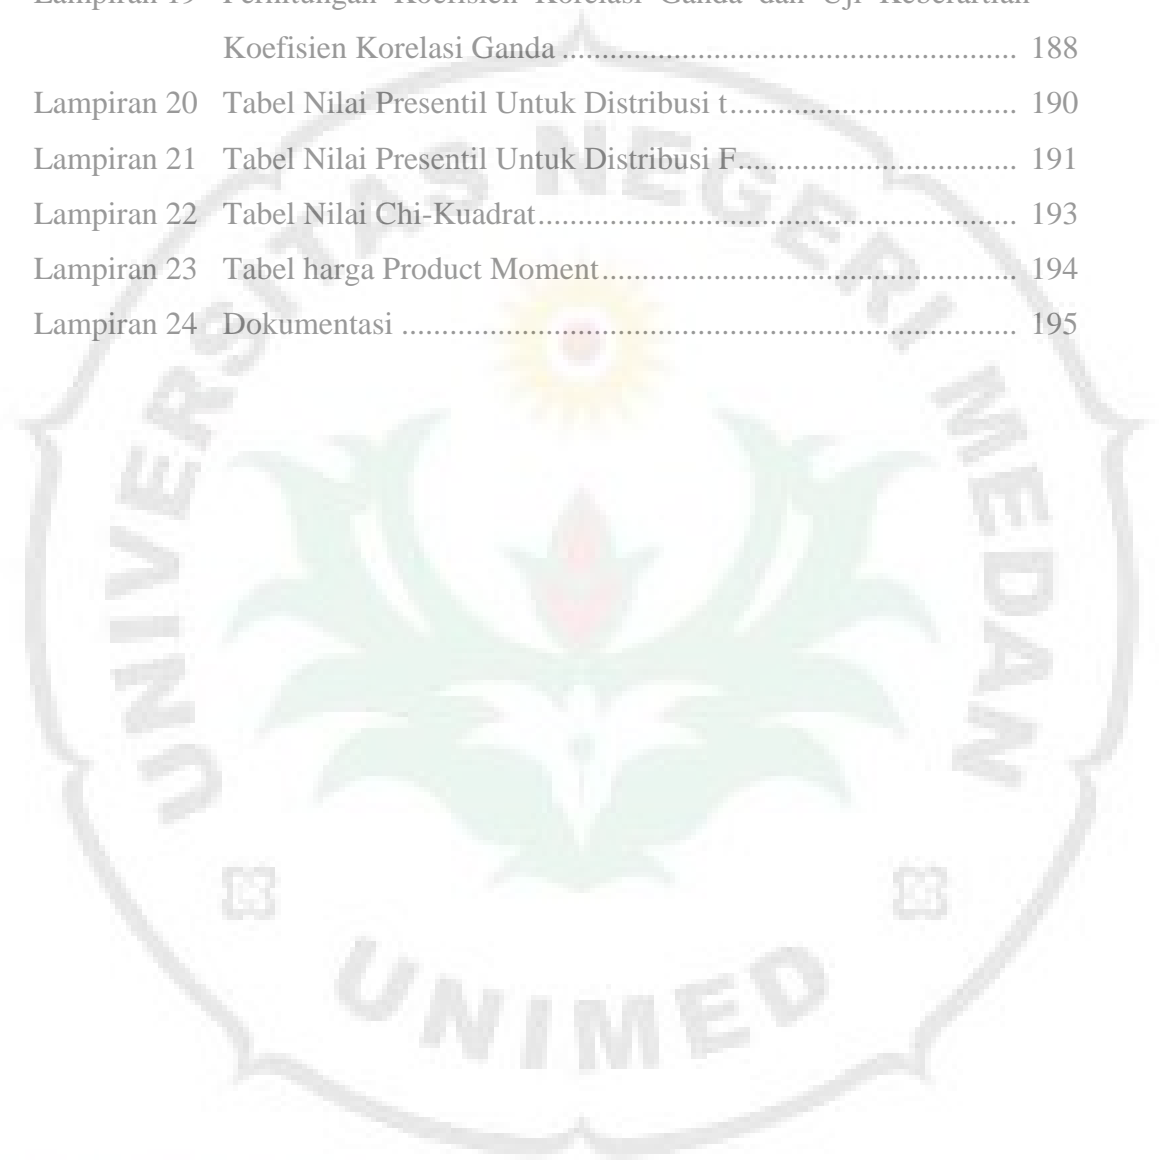 Lampiran 19 Perhitungan Koefisien Korelasi Ganda dan Uji Keberartian
Koefisien Korelasi Ganda ........................................................ 188
Lampiran 20 Tabel Nilai Presentil Untuk Distribusi t.................................... 190
Lampiran 21 Tabel Nilai Presentil Untuk Distribusi F................................... 191
Lampiran 22 Tabel Nilai Chi-Kuadrat............................................................ 193
Lampiran 23 Tabel harga Product Moment.................................................... 194
Lampiran 24 Dokumentasi ............................................................................. 195
UNIVERSITAS NEGERI MEDAN
UNIMED